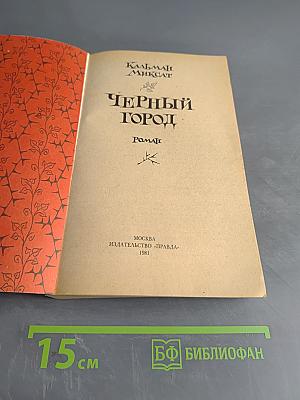 КАЛЬМАН
МИКСАТ
ЧЕРНЫЙ
ГОРОД
РОМАН
МОСКВА
ИЗДАТЕЛЬСТВО «ПРАВДА»
1981
15 см
БФ БИБЛИОФАН